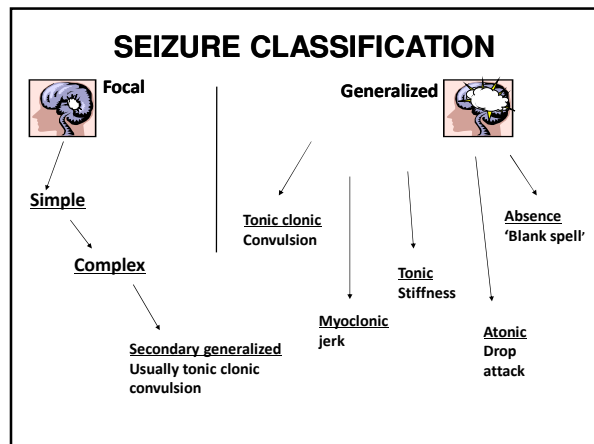 SEIZURE CLASSIFICATION
Focal
Generalized
Simple
Complex
Secondary generalized
Usually tonic clonic
convulsion
Tonic clonic
Convulsion
Myoclonic
jerk
Tonic
Stiffness
Atonic
Drop
attack
Absence
‘Blank spell’